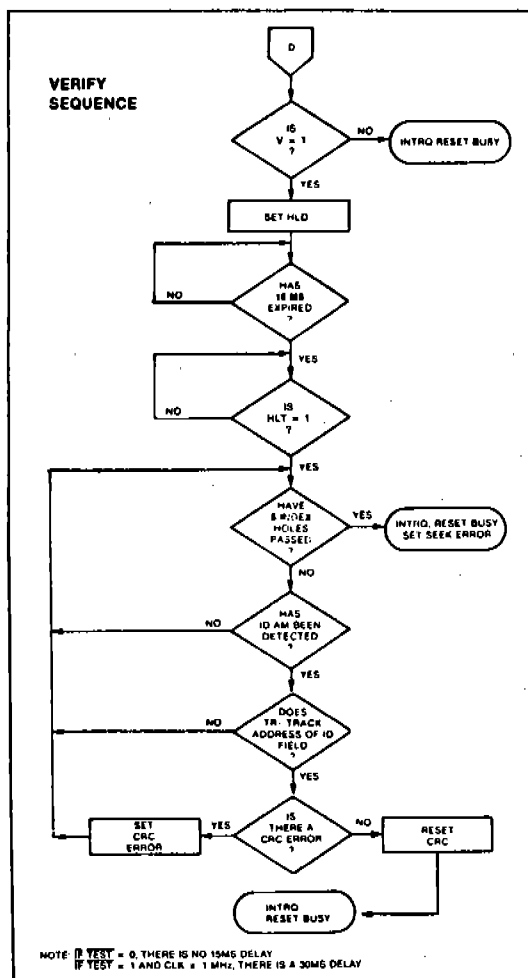 D
VERIFY
SEQUENCE
IS
V = 1
?
NO
INTRQ RESET BUSY
YES
SET HLD
HAS
15 MS
EXPIRED
?
NO
YES
IS
HLT = 1
?
NO
YES
HAVE
5 INDEX
HOLES
PASSED
?
YES
INTRQ, RESET BUSY
SET SEEK ERROR
NO
HAS
ID AM BEEN
DETECTED
?
NO
YES
DOES
TR = TRACK
ADDRESS OF ID
FIELD
?
NO
YES
IS
THERE A
CRC ERROR
?
YES
SET
CRC
ERROR
NO
RESET
CRC
INTRQ
RESET BUSY
NOTE: IF TEST = 0, THERE IS NO 15MS DELAY
IF TEST = 1 AND CLK = 1 MHz, THERE IS A 30MS DELAY